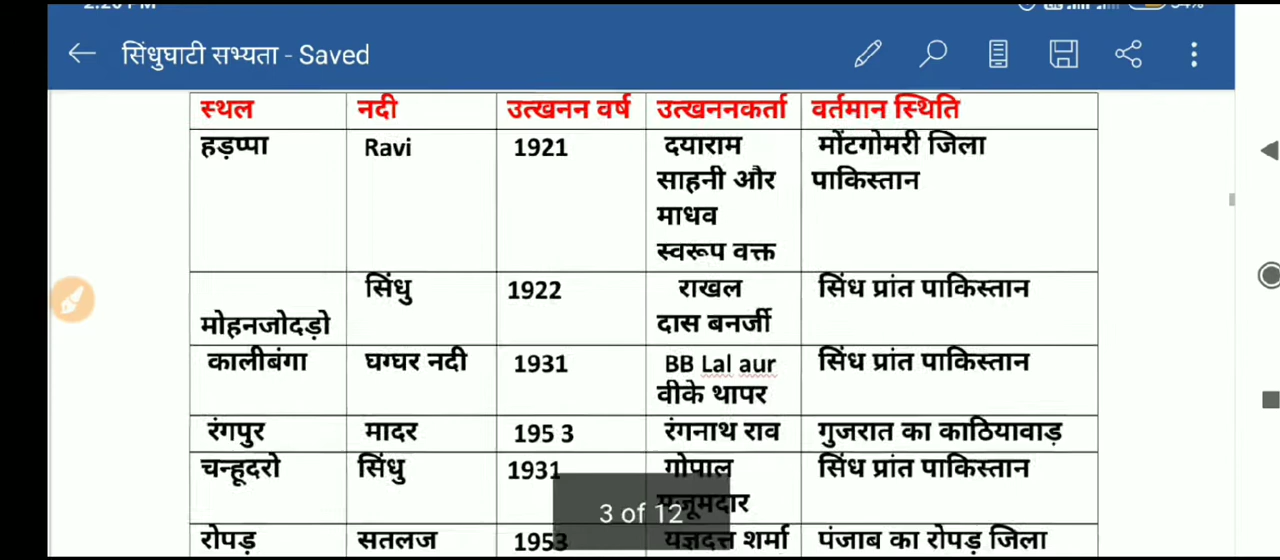 सिंधुघाटी सभ्यता - Saved
स्थल नदी उत्खनन वर्ष उत्खननकर्ता वर्तमान स्थिति
हड़प्पा Ravi 1921 दयाराम मोंटगोमरी जिला
साहनी और पाकिस्तान
माधव
स्वरूप वक्त
सिंधु 1922 राखल सिंध प्रांत पाकिस्तान
मोहनजोदड़ो दास बनर्जी
कालीबंगा घग्घर नदी 1931 BB Lal aur सिंध प्रांत पाकिस्तान
वीके थापर
रंगपुर मादर 195 3 रंगनाथ राव गुजरात का काठियावाड़
चन्हूदरो सिंधु 1931 गोपाल सिंध प्रांत पाकिस्तान
मजूमदार
3 of 12
रोपड़ सतलज 1953 यज्ञदत्त शर्मा पंजाब का रोपड़ जिला